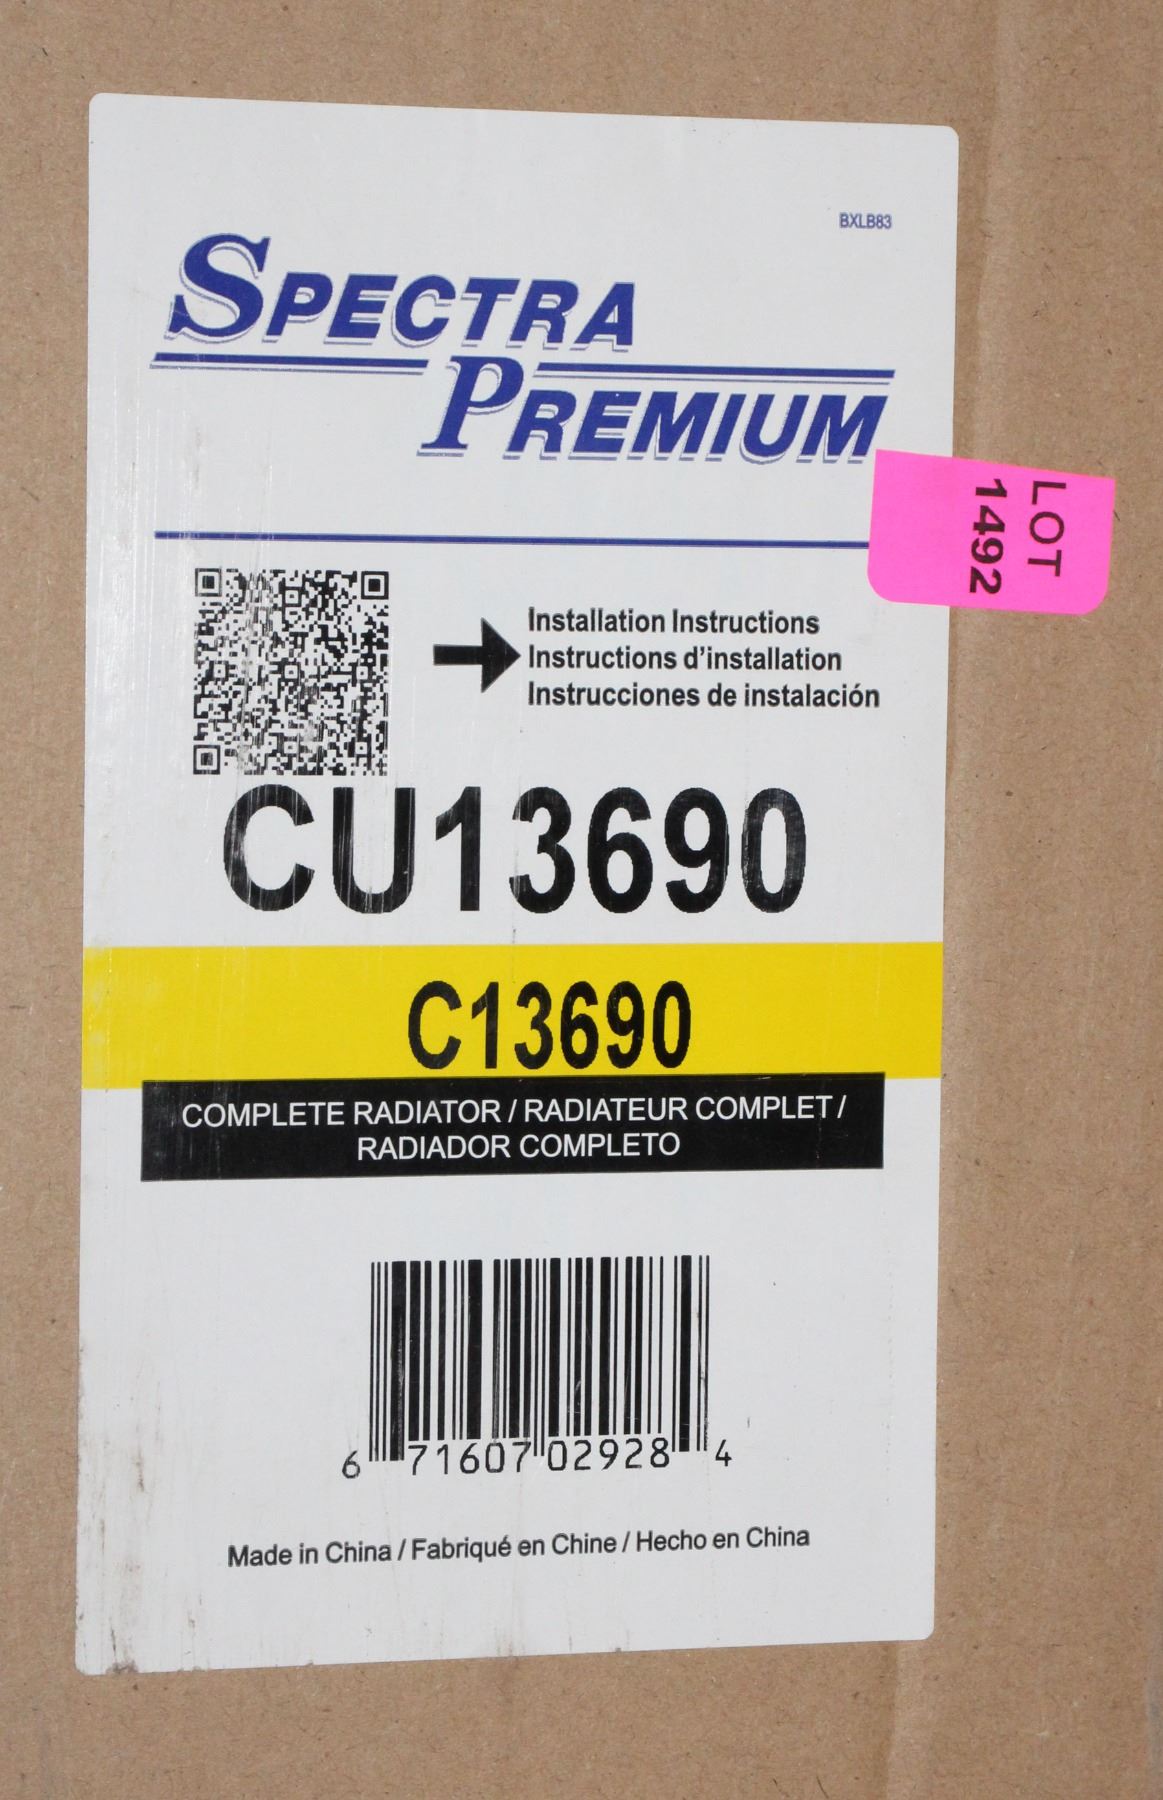 BXLB83
SPECTRA
PREMIUM
LOT
1492
Installation Instructions
Instructions d'installation
Instrucciones de instalación
CU13690
C13690
COMPLETE RADIATOR / RADIATEUR COMPLET /
RADIADOR COMPLETO
6 71607 02928 4
Made in China / Fabriqué en Chine / Hecho en China